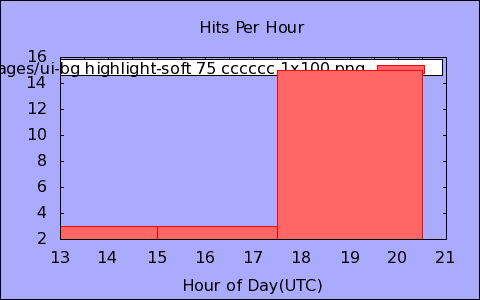 Hits Per Hour
16
ages/ui-bg highlight-soft 75 cccccc 1x100 png
14
12
10
8
6
4
2
13 14 15 16 17 18 19 20 21
Hour of Day(UTC)